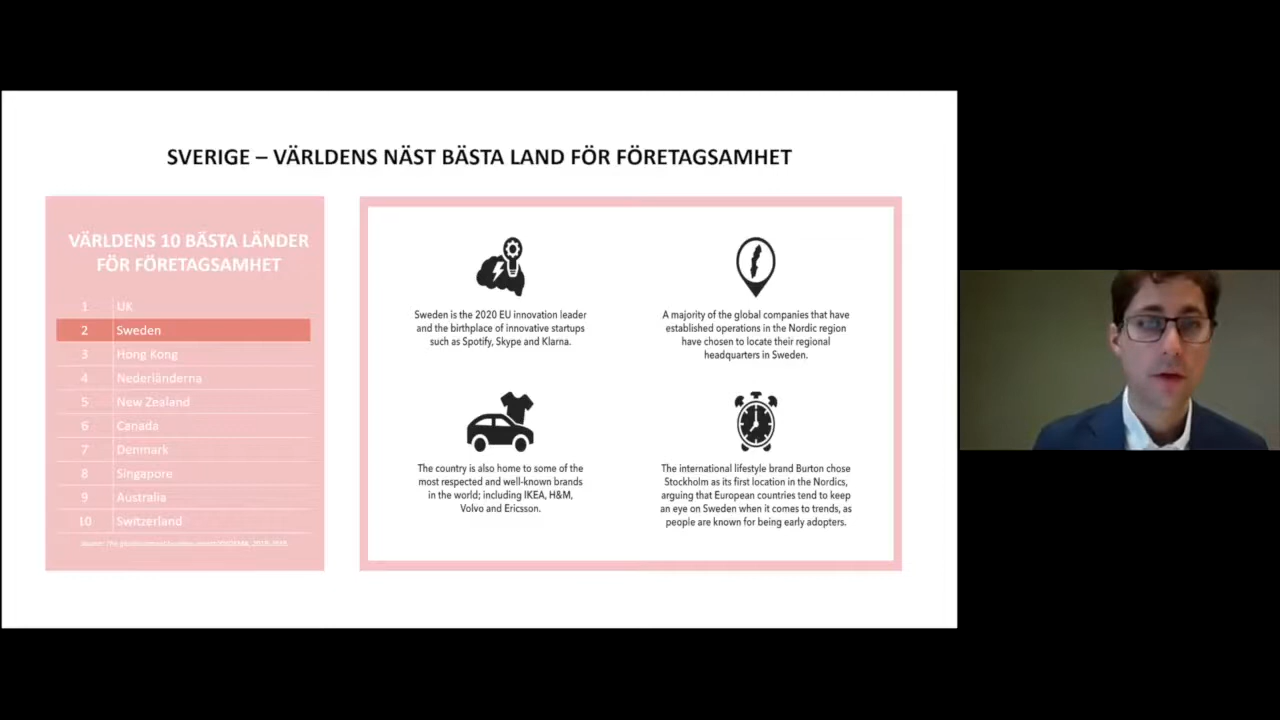 SVERIGE – VÄRLDENS NÄST BÄSTA LAND FÖR FÖRETAGSAMHET
VÄRLDENS 10 BÄSTA LÄNDER
FÖR FÖRETAGSAMHET
1 UK
2 Sweden
3 Hong Kong
4 Nederländerna
5 New Zealand
6 Canada
7 Denmark
8 Singapore
9 Australia
10 Switzerland
Sweden is the 2020 EU innovation leader
and the birthplace of innovative startups
such as Spotify, Skype and Klarna.
A majority of the global companies that have
established operations in the Nordic region
have chosen to locate their regional
headquarters in Sweden.
The country is also home to some of the
most respected and well-known brands
in the world; including IKEA, H&M,
Volvo and Ericsson.
The international lifestyle brand Burton chose
Stockholm as its first location in the Nordics,
arguing that European countries tend to keep
an eye on Sweden when it comes to trends, as
people are known for being early adopters.